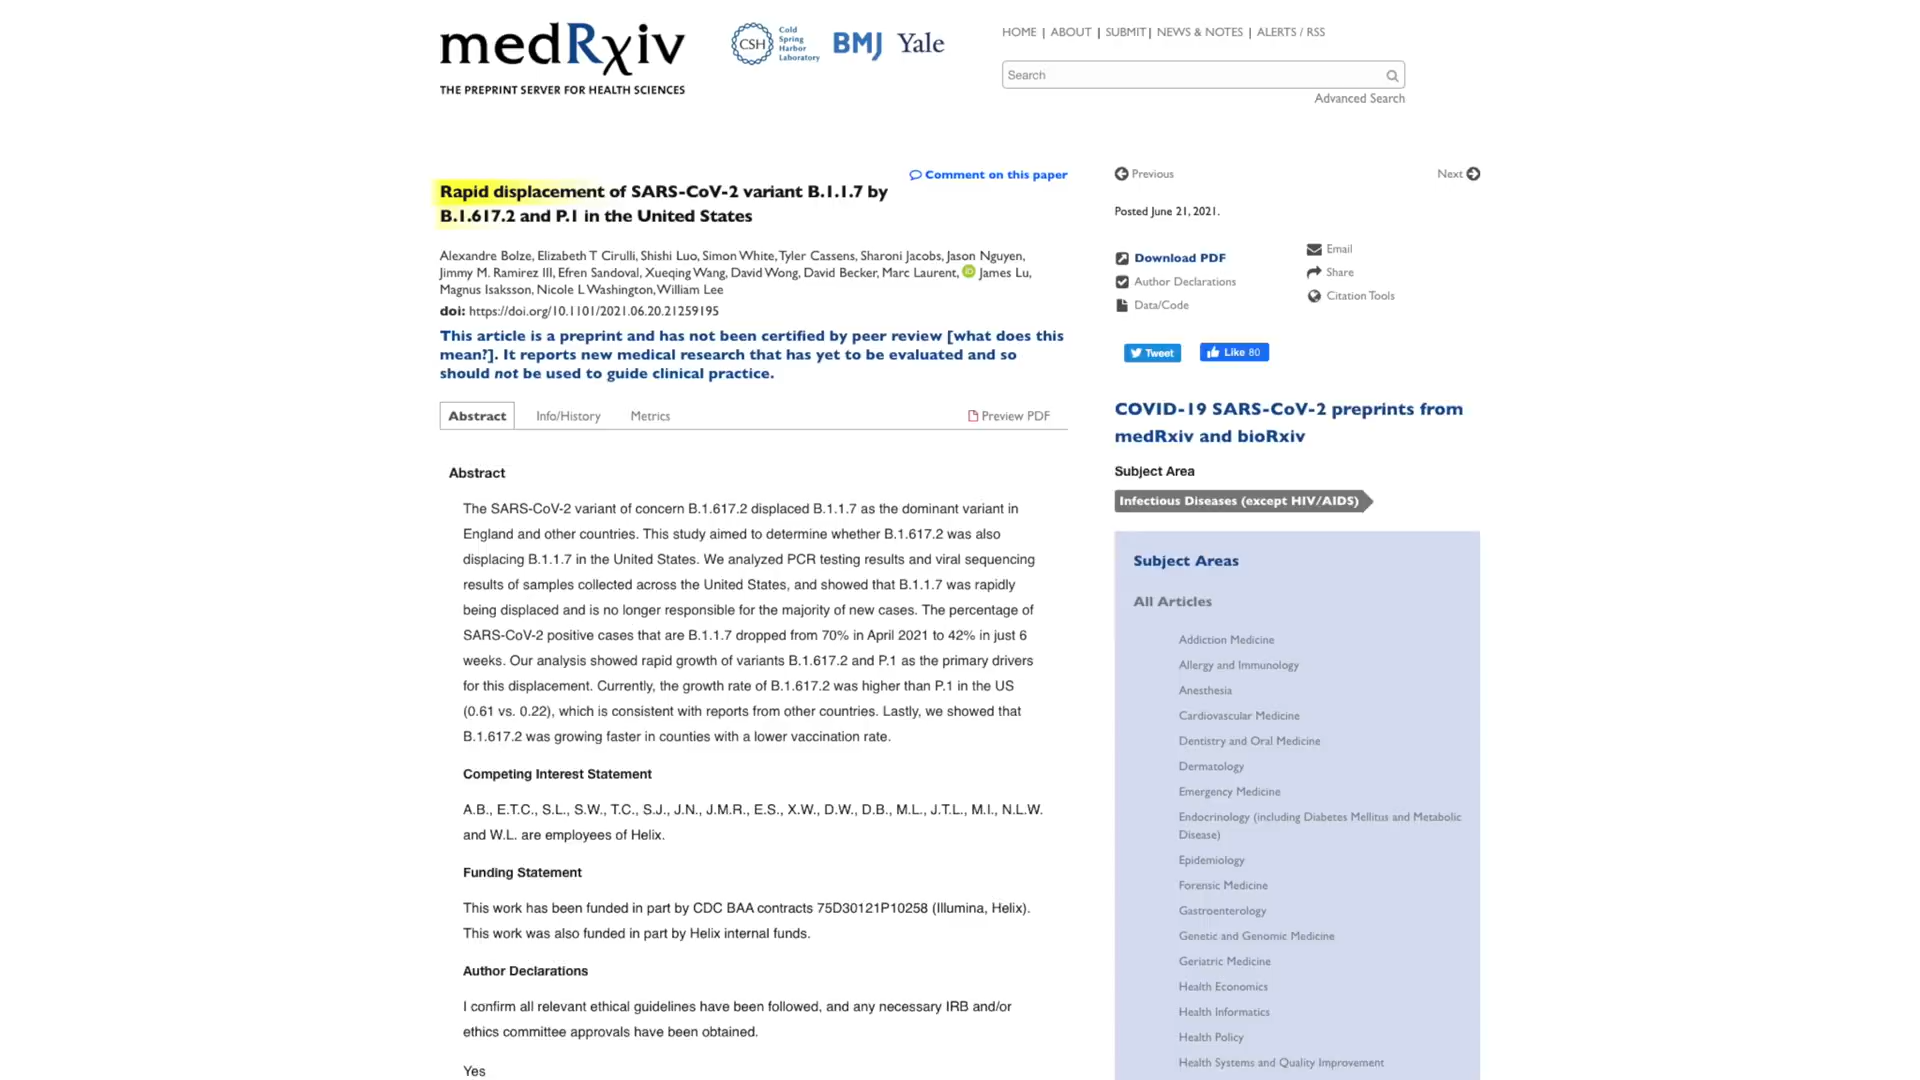 medRxiv
THE PREPRINT SERVER FOR HEALTH SCIENCES
CSH
Cold
Spring
Harbor
Laboratory
BMJ
Yale
HOME | ABOUT | SUBMIT | NEWS & NOTES | ALERTS / RSS
Search
Advanced Search
Comment on this paper
Rapid displacement of SARS-CoV-2 variant B.1.1.7 by
B.1.617.2 and P.1 in the United States
Alexandre Bolze, Elizabeth T Cirulli, Shishi Luo, Simon White, Tyler Cassens, Sharoni Jacobs, Jason Nguyen,
Jimmy M. Ramirez III, Efren Sandoval, Xueqing Wang, David Wong, David Becker, Marc Laurent, iD James Lu,
Magnus Isaksson, Nicole L Washington, William Lee
doi: https://doi.org/10.1101/2021.06.20.21259195
This article is a preprint and has not been certified by peer review [what does this
mean?]. It reports new medical research that has yet to be evaluated and so
should not be used to guide clinical practice.
Abstract
Info/History
Metrics
Preview PDF
Abstract
The SARS-CoV-2 variant of concern B.1.617.2 displaced B.1.1.7 as the dominant variant in
England and other countries. This study aimed to determine whether B.1.617.2 was also
displacing B.1.1.7 in the United States. We analyzed PCR testing results and viral sequencing
results of samples collected across the United States, and showed that B.1.1.7 was rapidly
being displaced and is no longer responsible for the majority of new cases. The percentage of
SARS-CoV-2 positive cases that are B.1.1.7 dropped from 70% in April 2021 to 42% in just 6
weeks. Our analysis showed rapid growth of variants B.1.617.2 and P.1 as the primary drivers
for this displacement. Currently, the growth rate of B.1.617.2 was higher than P.1 in the US
(0.61 vs. 0.22), which is consistent with reports from other countries. Lastly, we showed that
B.1.617.2 was growing faster in counties with a lower vaccination rate.
Competing Interest Statement
A.B., E.T.C., S.L., S.W., T.C., S.J., J.N., J.M.R., E.S., X.W., D.W., D.B., M.L., J.T.L., M.I., N.L.W.
and W.L. are employees of Helix.
Funding Statement
This work has been funded in part by CDC BAA contracts 75D30121P10258 (Illumina, Helix).
This work was also funded in part by Helix internal funds.
Author Declarations
I confirm all relevant ethical guidelines have been followed, and any necessary IRB and/or
ethics committee approvals have been obtained.
Yes
Previous
Next
Posted June 21, 2021.
Download PDF
Author Declarations
Data/Code
Email
Share
Citation Tools
Tweet
Like 80
COVID-19 SARS-CoV-2 preprints from
medRxiv and bioRxiv
Subject Area
Infectious Diseases (except HIV/AIDS)
Subject Areas
All Articles
Addiction Medicine
Allergy and Immunology
Anesthesia
Cardiovascular Medicine
Dentistry and Oral Medicine
Dermatology
Emergency Medicine
Endocrinology (including Diabetes Mellitus and Metabolic
Disease)
Epidemiology
Forensic Medicine
Gastroenterology
Genetic and Genomic Medicine
Geriatric Medicine
Health Economics
Health Informatics
Health Policy
Health Systems and Quality Improvement